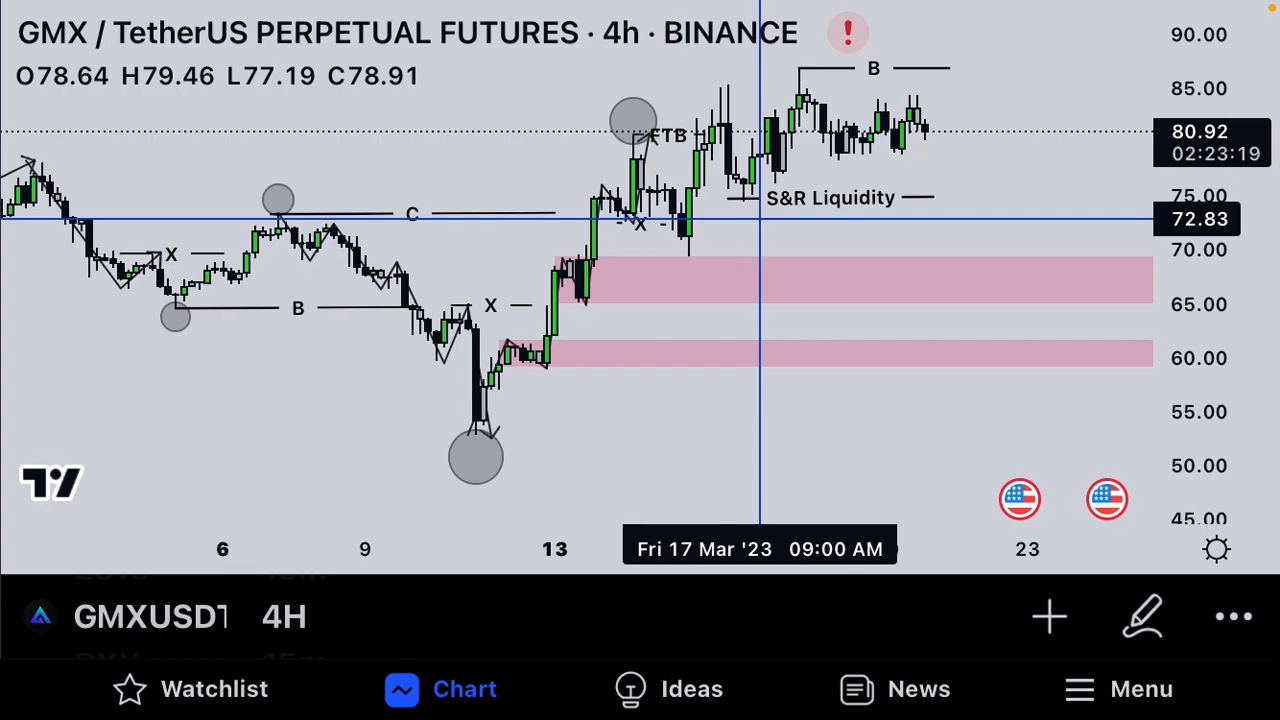 GMX / TetherUS PERPETUAL FUTURES · 4h · BINANCE
O78.64 H79.46 L77.19 C78.91
90.00
B
85.00
FTB
80.92
02:23:19
75.00
S&R Liquidity
C
72.83
X
X
70.00
65.00
B
X
60.00
55.00
50.00
45.00
6
9
13
Fri 17 Mar '23 09:00 AM
23
GMXUSDT 4H
Watchlist
Chart
Ideas
News
Menu